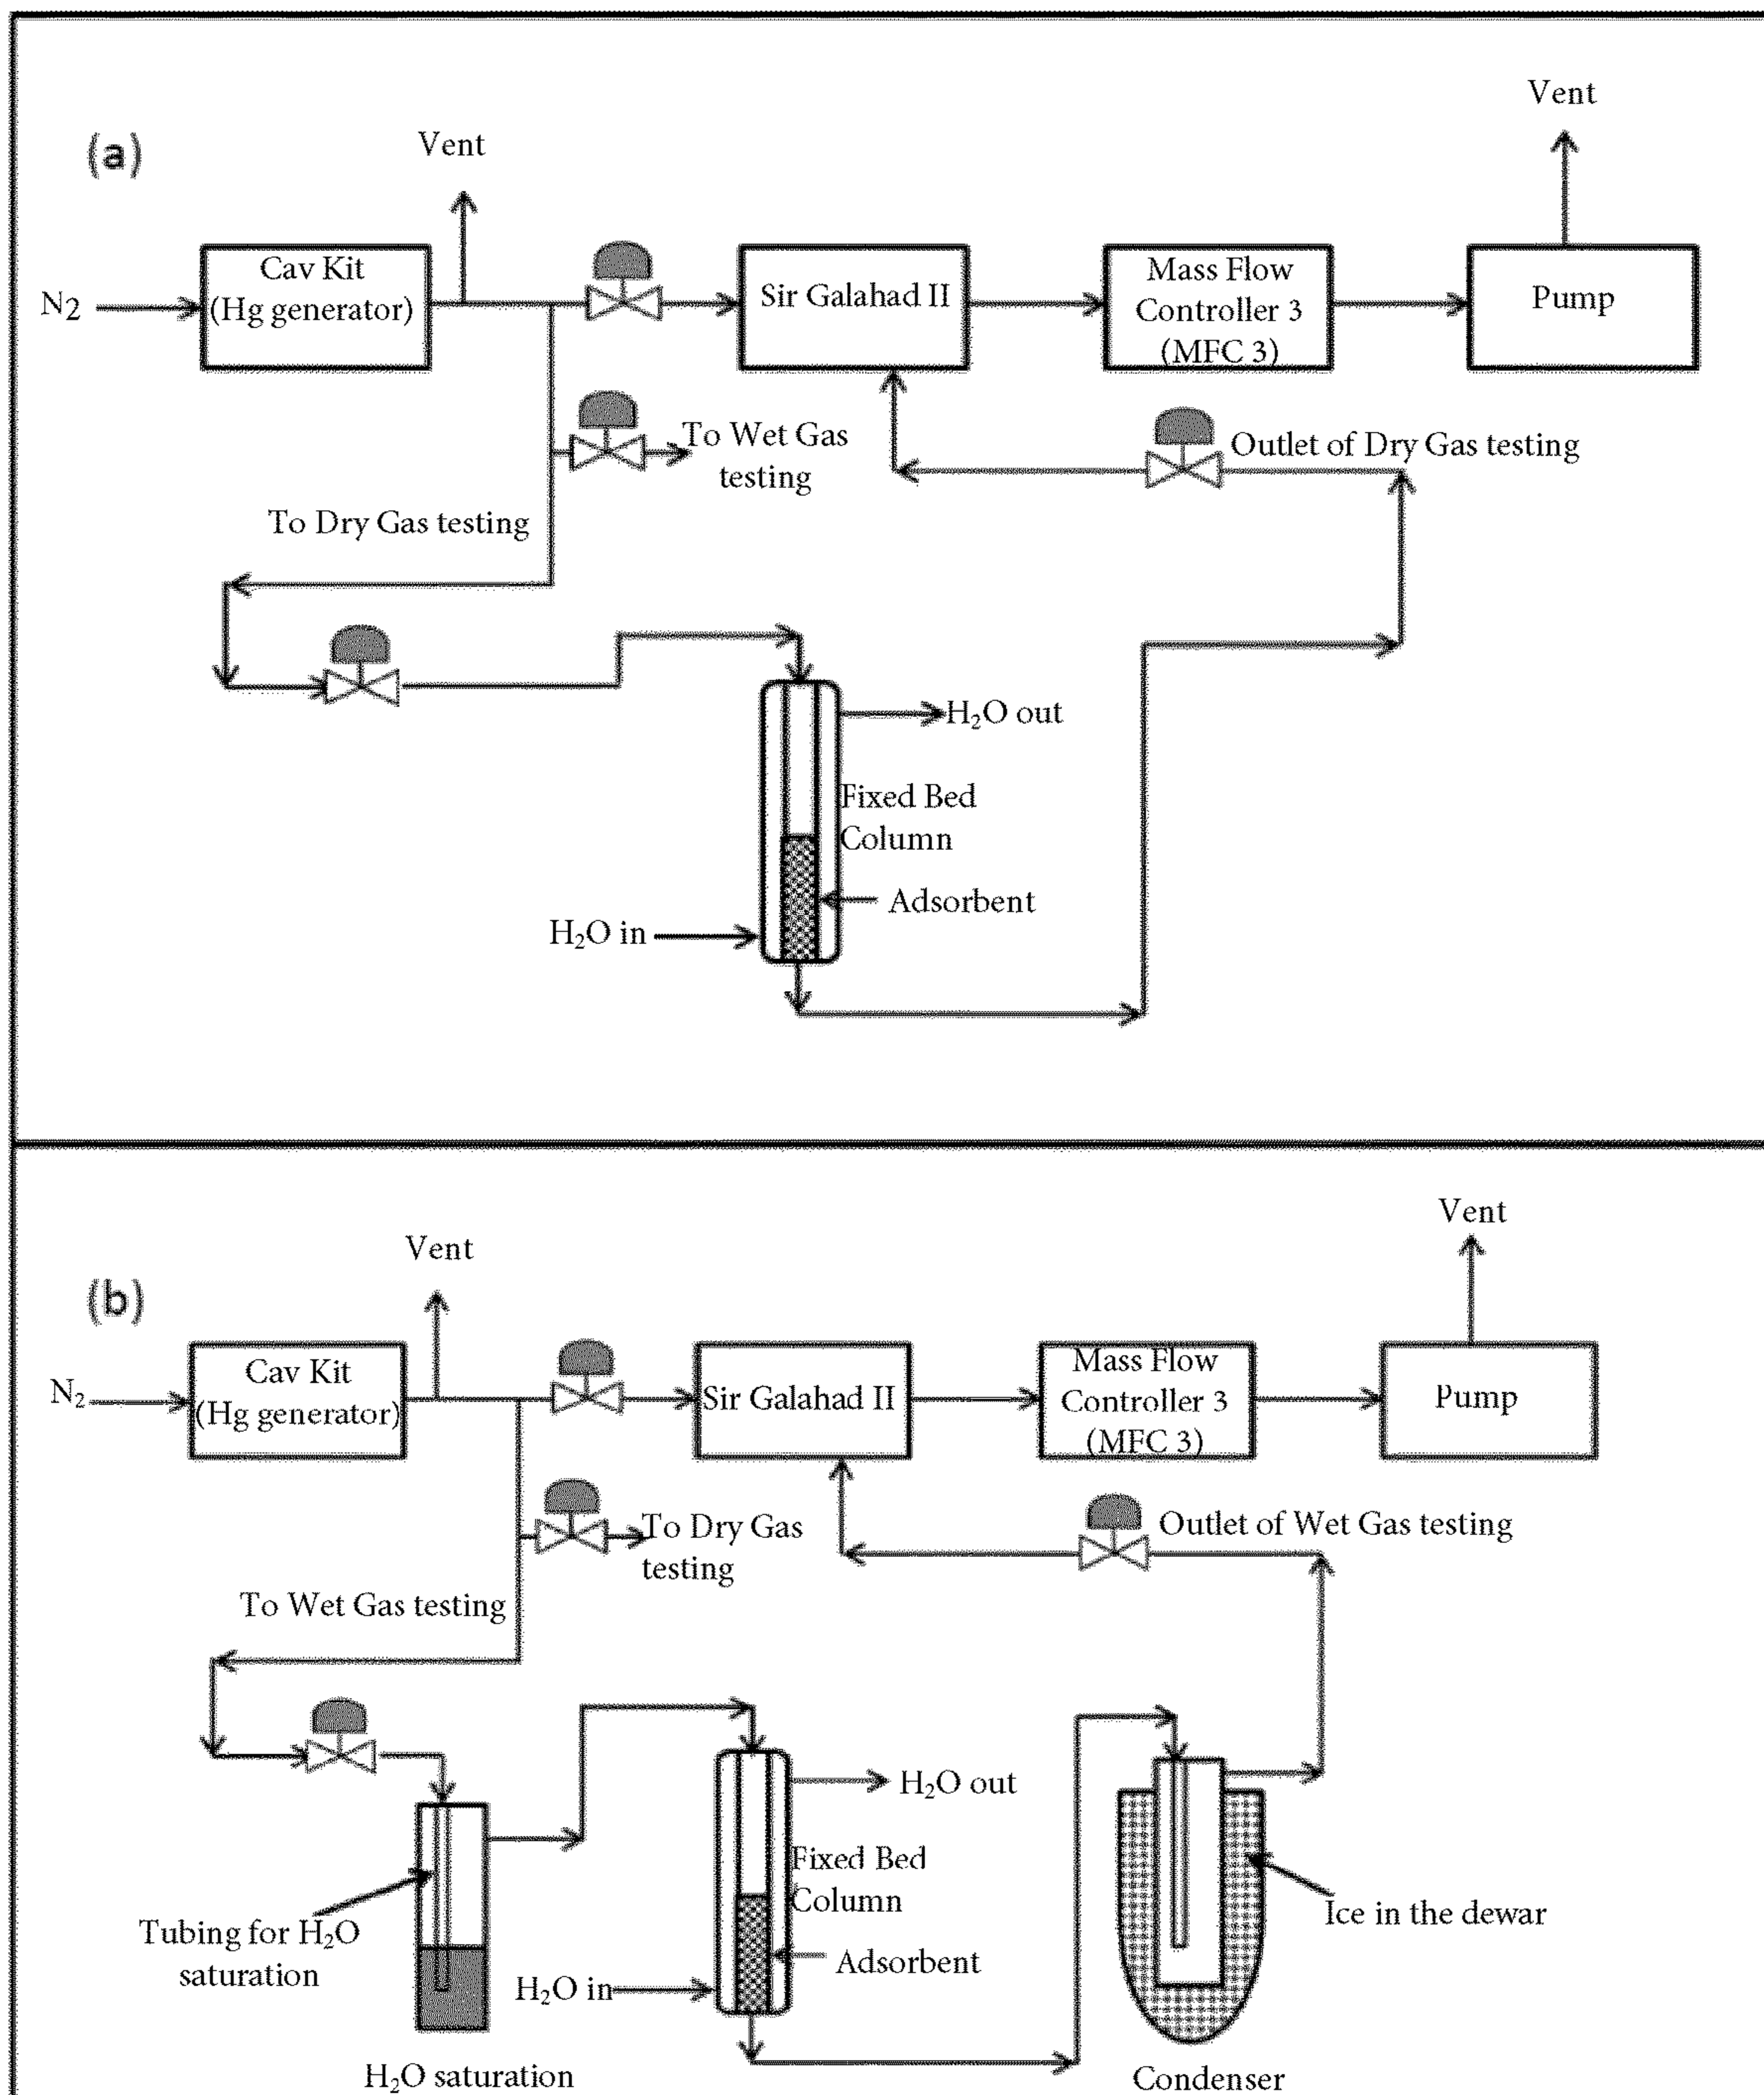 (a)
Vent
Vent
N2
Cav Kit
(Hg generator)
Sir Galahad II
Mass Flow
Controller 3
(MFC 3)
Pump
To Wet Gas
testing
Outlet of Dry Gas testing
To Dry Gas testing
H₂O out
Fixed Bed
Column
Adsorbent
H₂O in
(b)
Vent
Vent
N₂
Cav Kit
(Hg generator)
Sir Galahad II
Mass Flow
Controller 3
(MFC 3)
Pump
To Dry Gas
testing
Outlet of Wet Gas testing
To Wet Gas testing
H₂O out
Fixed Bed
Column
Ice in the dewar
Tubing for H₂O
saturation
Adsorbent
H₂O in
H₂O saturation
Condenser